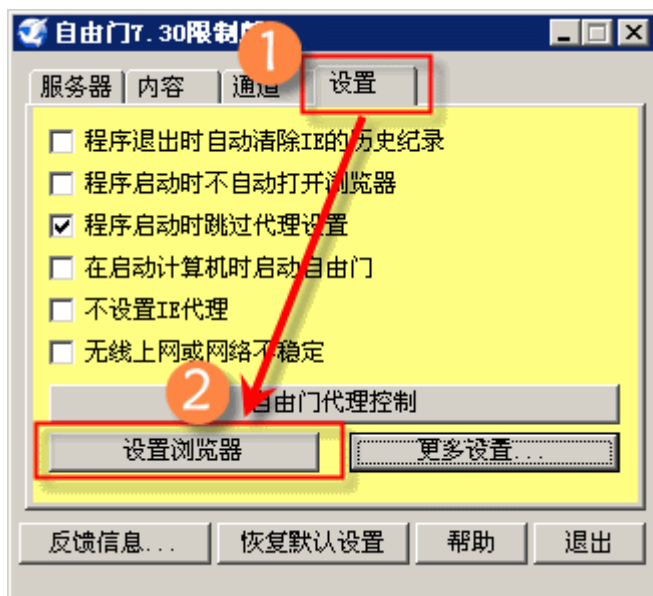 自由门7.30限制
1
服务器 内容 通道 设置
程序退出时自动清除IE的历史纪录
程序启动时不自动打开浏览器
程序启动时跳过代理设置
在启动计算机时启动自由门
不设置IE代理
无线上网或网络不稳定
2
自由门代理控制
设置浏览器 更多设置...
反馈信息... 恢复默认设置 帮助 退出